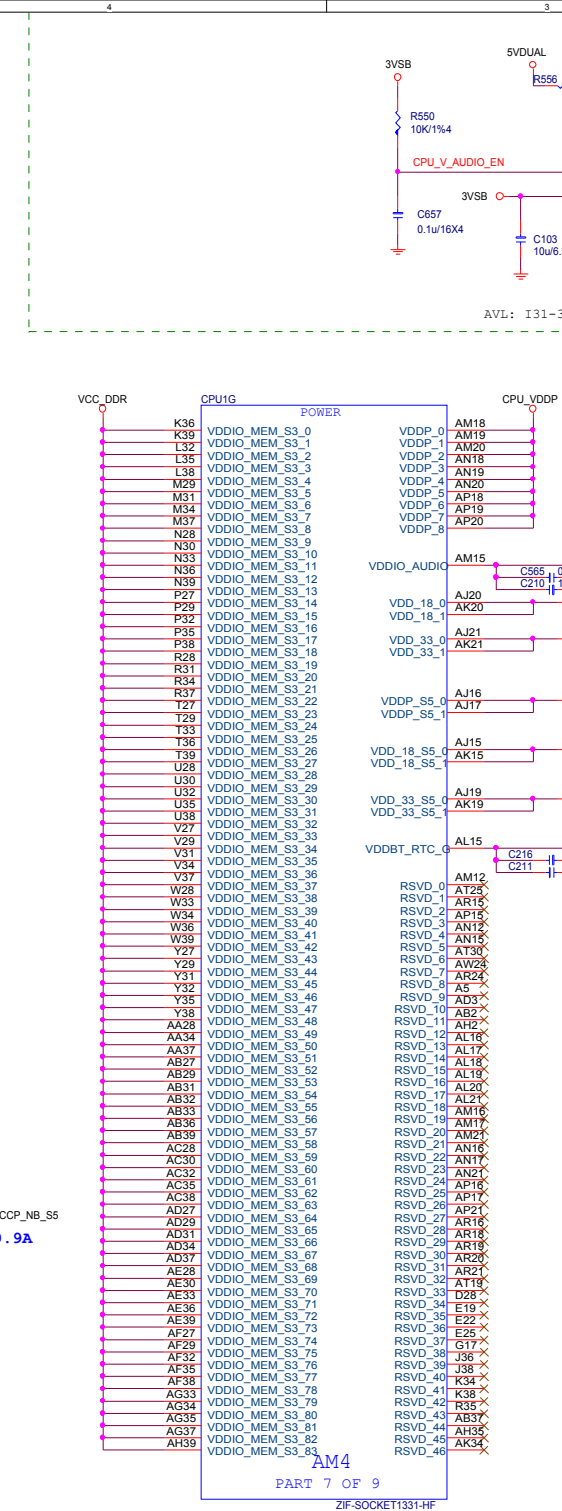 4
3
3VSB
5VDUAL
R556
R550
10K/1%4
CPU_V_AUDIO_EN
3VSB
C657
0.1u/16X4
C103
10u/6.
AVL: I31-3
VCC_DDR
CPU1G
CPU_VDDP
POWER
K36 VDDIO_MEM_S3_0
K39 VDDIO_MEM_S3_1
L32 VDDIO_MEM_S3_2
L35 VDDIO_MEM_S3_3
L38 VDDIO_MEM_S3_4
M29 VDDIO_MEM_S3_5
M31 VDDIO_MEM_S3_6
M34 VDDIO_MEM_S3_7
M37 VDDIO_MEM_S3_8
N28 VDDIO_MEM_S3_9
N30 VDDIO_MEM_S3_10
N33 VDDIO_MEM_S3_11
N36 VDDIO_MEM_S3_12
N39 VDDIO_MEM_S3_13
P27 VDDIO_MEM_S3_14
P29 VDDIO_MEM_S3_15
P32 VDDIO_MEM_S3_16
P35 VDDIO_MEM_S3_17
P38 VDDIO_MEM_S3_18
R28 VDDIO_MEM_S3_19
R31 VDDIO_MEM_S3_20
R34 VDDIO_MEM_S3_21
R37 VDDIO_MEM_S3_22
T27 VDDIO_MEM_S3_23
T29 VDDIO_MEM_S3_24
T33 VDDIO_MEM_S3_25
T36 VDDIO_MEM_S3_26
T39 VDDIO_MEM_S3_27
U28 VDDIO_MEM_S3_28
U30 VDDIO_MEM_S3_29
U32 VDDIO_MEM_S3_30
U35 VDDIO_MEM_S3_31
U38 VDDIO_MEM_S3_32
V27 VDDIO_MEM_S3_33
V29 VDDIO_MEM_S3_34
V31 VDDIO_MEM_S3_35
V34 VDDIO_MEM_S3_36
V37 VDDIO_MEM_S3_37
W28 VDDIO_MEM_S3_38
W33 VDDIO_MEM_S3_39
W34 VDDIO_MEM_S3_40
W36 VDDIO_MEM_S3_41
W39 VDDIO_MEM_S3_42
Y27 VDDIO_MEM_S3_43
Y29 VDDIO_MEM_S3_44
Y31 VDDIO_MEM_S3_45
Y32 VDDIO_MEM_S3_46
Y35 VDDIO_MEM_S3_47
Y38 VDDIO_MEM_S3_48
AA28 VDDIO_MEM_S3_49
AA34 VDDIO_MEM_S3_50
AA37 VDDIO_MEM_S3_51
AB27 VDDIO_MEM_S3_52
AB29 VDDIO_MEM_S3_53
AB31 VDDIO_MEM_S3_54
AB32 VDDIO_MEM_S3_55
AB33 VDDIO_MEM_S3_56
AB36 VDDIO_MEM_S3_57
AB39 VDDIO_MEM_S3_58
AC28 VDDIO_MEM_S3_59
AC30 VDDIO_MEM_S3_60
AC32 VDDIO_MEM_S3_61
AC35 VDDIO_MEM_S3_62
AC38 VDDIO_MEM_S3_63
AD27 VDDIO_MEM_S3_64
AD29 VDDIO_MEM_S3_65
AD31 VDDIO_MEM_S3_66
AD34 VDDIO_MEM_S3_67
AD37 VDDIO_MEM_S3_68
AE28 VDDIO_MEM_S3_69
AE30 VDDIO_MEM_S3_70
AE33 VDDIO_MEM_S3_71
AE36 VDDIO_MEM_S3_72
AE39 VDDIO_MEM_S3_73
AF27 VDDIO_MEM_S3_74
AF29 VDDIO_MEM_S3_75
AF32 VDDIO_MEM_S3_76
AF35 VDDIO_MEM_S3_77
AF38 VDDIO_MEM_S3_78
AG33 VDDIO_MEM_S3_79
AG34 VDDIO_MEM_S3_80
AG35 VDDIO_MEM_S3_81
AG37 VDDIO_MEM_S3_82
AH39 VDDIO_MEM_S3_83
VDDP_0 AM18
VDDP_1 AM19
VDDP_2 AM20
VDDP_3 AN18
VDDP_4 AN19
VDDP_5 AN20
VDDP_6 AP18
VDDP_7 AP19
VDDP_8 AP20
VDDIO_AUDIO AM15
C565 0
C210 1
VDD_18_0 AJ20
VDD_18_1 AK20
VDD_33_0 AJ21
VDD_33_1 AK21
VDDP_S5_0 AJ16
VDDP_S5_1 AJ17
VDD_18_S5_0 AJ15
VDD_18_S5_1 AK15
VDD_33_S5_0 AJ19
VDD_33_S5_1 AK19
VDDBT_RTC_G AL15
C216
C211
RSVD_0 AM12
RSVD_1 AT25
RSVD_2 AR15
RSVD_3 AP15
RSVD_4 AN12
RSVD_5 AN15
RSVD_6 AT30
RSVD_7 AW24
RSVD_8 AR24
RSVD_9 A5
RSVD_10 AD3
RSVD_11 AB2
RSVD_12 AH2
RSVD_13 AL16
RSVD_14 AL17
RSVD_15 AL18
RSVD_16 AL19
RSVD_17 AL20
RSVD_18 AL21
RSVD_19 AM16
RSVD_20 AM17
RSVD_21 AM21
RSVD_22 AN16
RSVD_23 AN17
RSVD_24 AN21
RSVD_25 AP16
RSVD_26 AP17
RSVD_27 AP21
RSVD_28 AR16
RSVD_29 AR18
RSVD_30 AR19
RSVD_31 AR20
RSVD_32 AR21
RSVD_33 AT19
RSVD_34 D28
RSVD_35 E19
RSVD_36 E22
RSVD_37 E25
RSVD_38 G17
RSVD_39 J36
RSVD_40 J38
RSVD_41 K34
RSVD_42 K38
RSVD_43 R35
RSVD_44 AB37
RSVD_45 AH35
RSVD_46 AK34
CCP_NB_S5
.9A
AM4
PART 7 OF 9
ZIF-SOCKET1331-HF